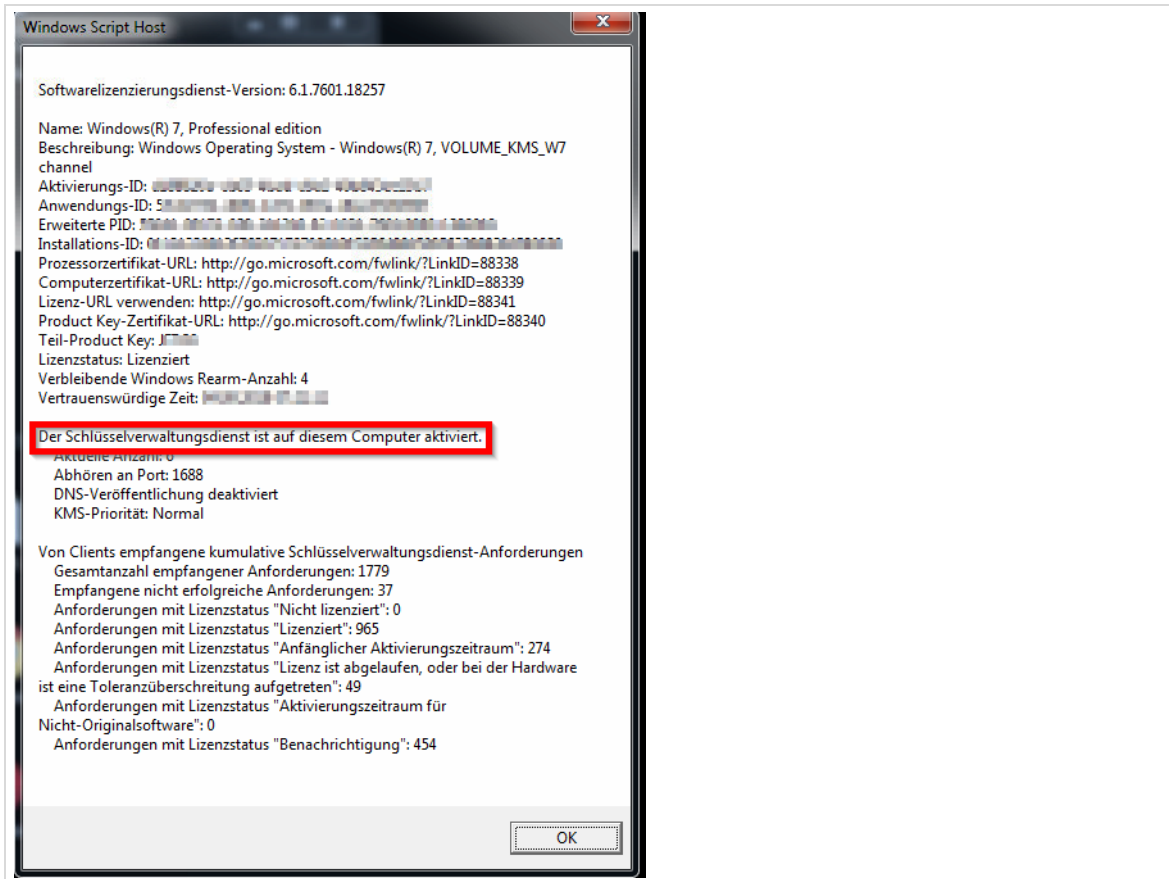 Windows Script Host
Softwarelizenzierungsdienst-Version: 6.1.7601.18257
Name: Windows(R) 7, Professional edition
Beschreibung: Windows Operating System - Windows(R) 7, VOLUME_KMS_W7
channel
Aktivierungs-ID:
Anwendungs-ID:
Erweiterte PID:
Installations-ID:
Prozessorzertifikat-URL: http://go.microsoft.com/fwlink/?LinkID=88338
Computerzertifikat-URL: http://go.microsoft.com/fwlink/?LinkID=88339
Lizenz-URL verwenden: http://go.microsoft.com/fwlink/?LinkID=88341
Product Key-Zertifikat-URL: http://go.microsoft.com/fwlink/?LinkID=88340
Teil-Product Key:
Lizenzstatus: Lizenziert
Verbleibende Windows Rearm-Anzahl: 4
Vertrauenswürdige Zeit:
Der Schlüsselverwaltungsdienst ist auf diesem Computer aktiviert.
Aktuelle Anzahl:
Abhören an Port: 1688
DNS-Veröffentlichung deaktiviert
KMS-Priorität: Normal
Von Clients empfangene kumulative Schlüsselverwaltungsdienst-Anforderungen
Gesamtanzahl empfangener Anforderungen: 1779
Empfangene nicht erfolgreiche Anforderungen: 37
Anforderungen mit Lizenzstatus "Nicht lizenziert": 0
Anforderungen mit Lizenzstatus "Lizenziert": 965
Anforderungen mit Lizenzstatus "Anfänglicher Aktivierungszeitraum": 274
Anforderungen mit Lizenzstatus "Lizenz ist abgelaufen, oder bei der Hardware
ist eine Toleranzüberschreitung aufgetreten": 49
Anforderungen mit Lizenzstatus "Aktivierungszeitraum für
Nicht-Originalsoftware": 0
Anforderungen mit Lizenzstatus "Benachrichtigung": 454
OK